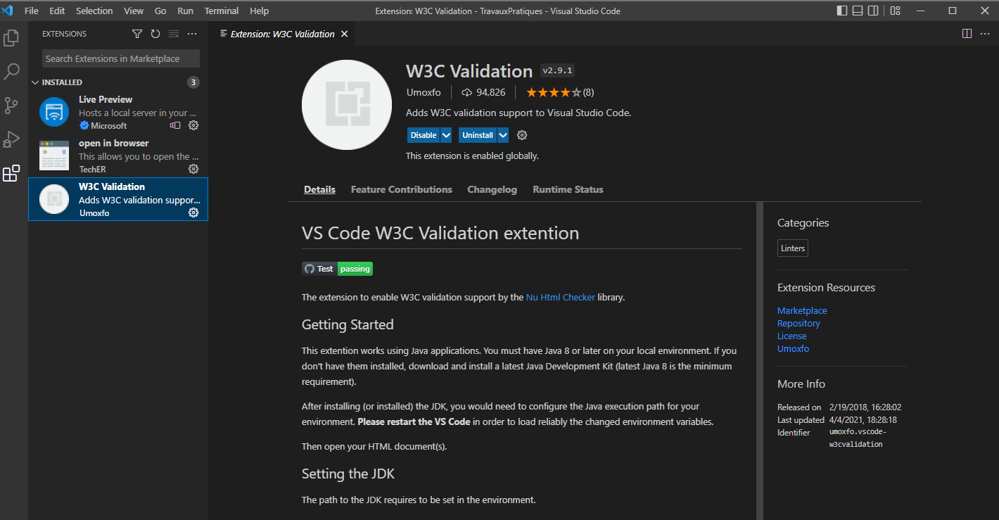 File Edit Selection View Go Run Terminal Help
Extension: W3C Validation - TravauxPratiques - Visual Studio Code
EXTENSIONS
Search Extensions in Marketplace
INSTALLED 3
Live Preview
Hosts a local server in your ...
Microsoft
open in browser
This allows you to open the ...
TechER
W3C Validation
Adds W3C validation suppor...
Umoxfo
Extension: W3C Validation
W3C Validation v2.9.1
Umoxfo 94,826 (8)
Adds W3C validation support to Visual Studio Code.
Disable Uninstall
This extension is enabled globally.
Details Feature Contributions Changelog Runtime Status
VS Code W3C Validation extention
Test passing
The extension to enable W3C validation support by the Nu Html Checker library.
Getting Started
This extention works using Java applications. You must have Java 8 or later on your local environment. If you
don't have them installed, download and install a latest Java Development Kit (latest Java 8 is the minimum
requirement).
After installing (or installed) the JDK, you would need to configure the Java execution path for your
environment. Please restart the VS Code in order to load reliably the changed environment variables.
Then open your HTML document(s).
Setting the JDK
The path to the JDK requires to be set in the environment.
Categories
Linters
Extension Resources
Marketplace
Repository
License
Umoxfo
More Info
Released on 2/19/2018, 16:28:02
Last updated 4/4/2021, 18:28:18
Identifier umoxfo.vscode-
w3cvalidation